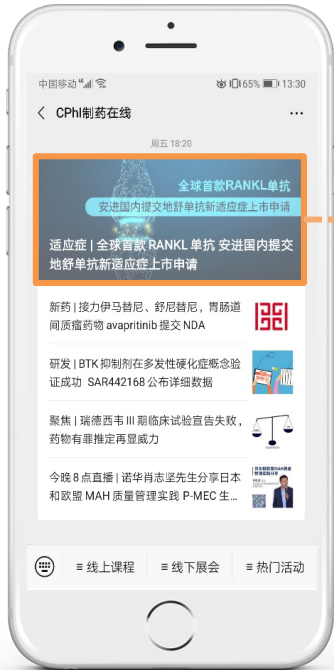 中国移动 4G 65% 13:30
CPhI制药在线
周五 18:20
全球首款RANKL单抗
安进国内提交地舒单抗新适应症上市申请
适应症 | 全球首款 RANKL 单抗 安进国内提交
地舒单抗新适应症上市申请
新药 | 接力伊马替尼、舒尼替尼，胃肠道
间质瘤药物 avapritinib 提交 NDA
研发 | BTK 抑制剂在多发性硬化症概念验
证成功 SAR442168 公布详细数据
聚焦 | 瑞德西韦 III 期临床试验宣告失败，
药物有罪推定再显威力
今晚 8 点直播 | 诺华肖志坚先生分享日本
和欧盟 MAH 质量管理实践 P-MEC 生...
≡ 线上课程 ≡ 线下展会 ≡ 热门活动